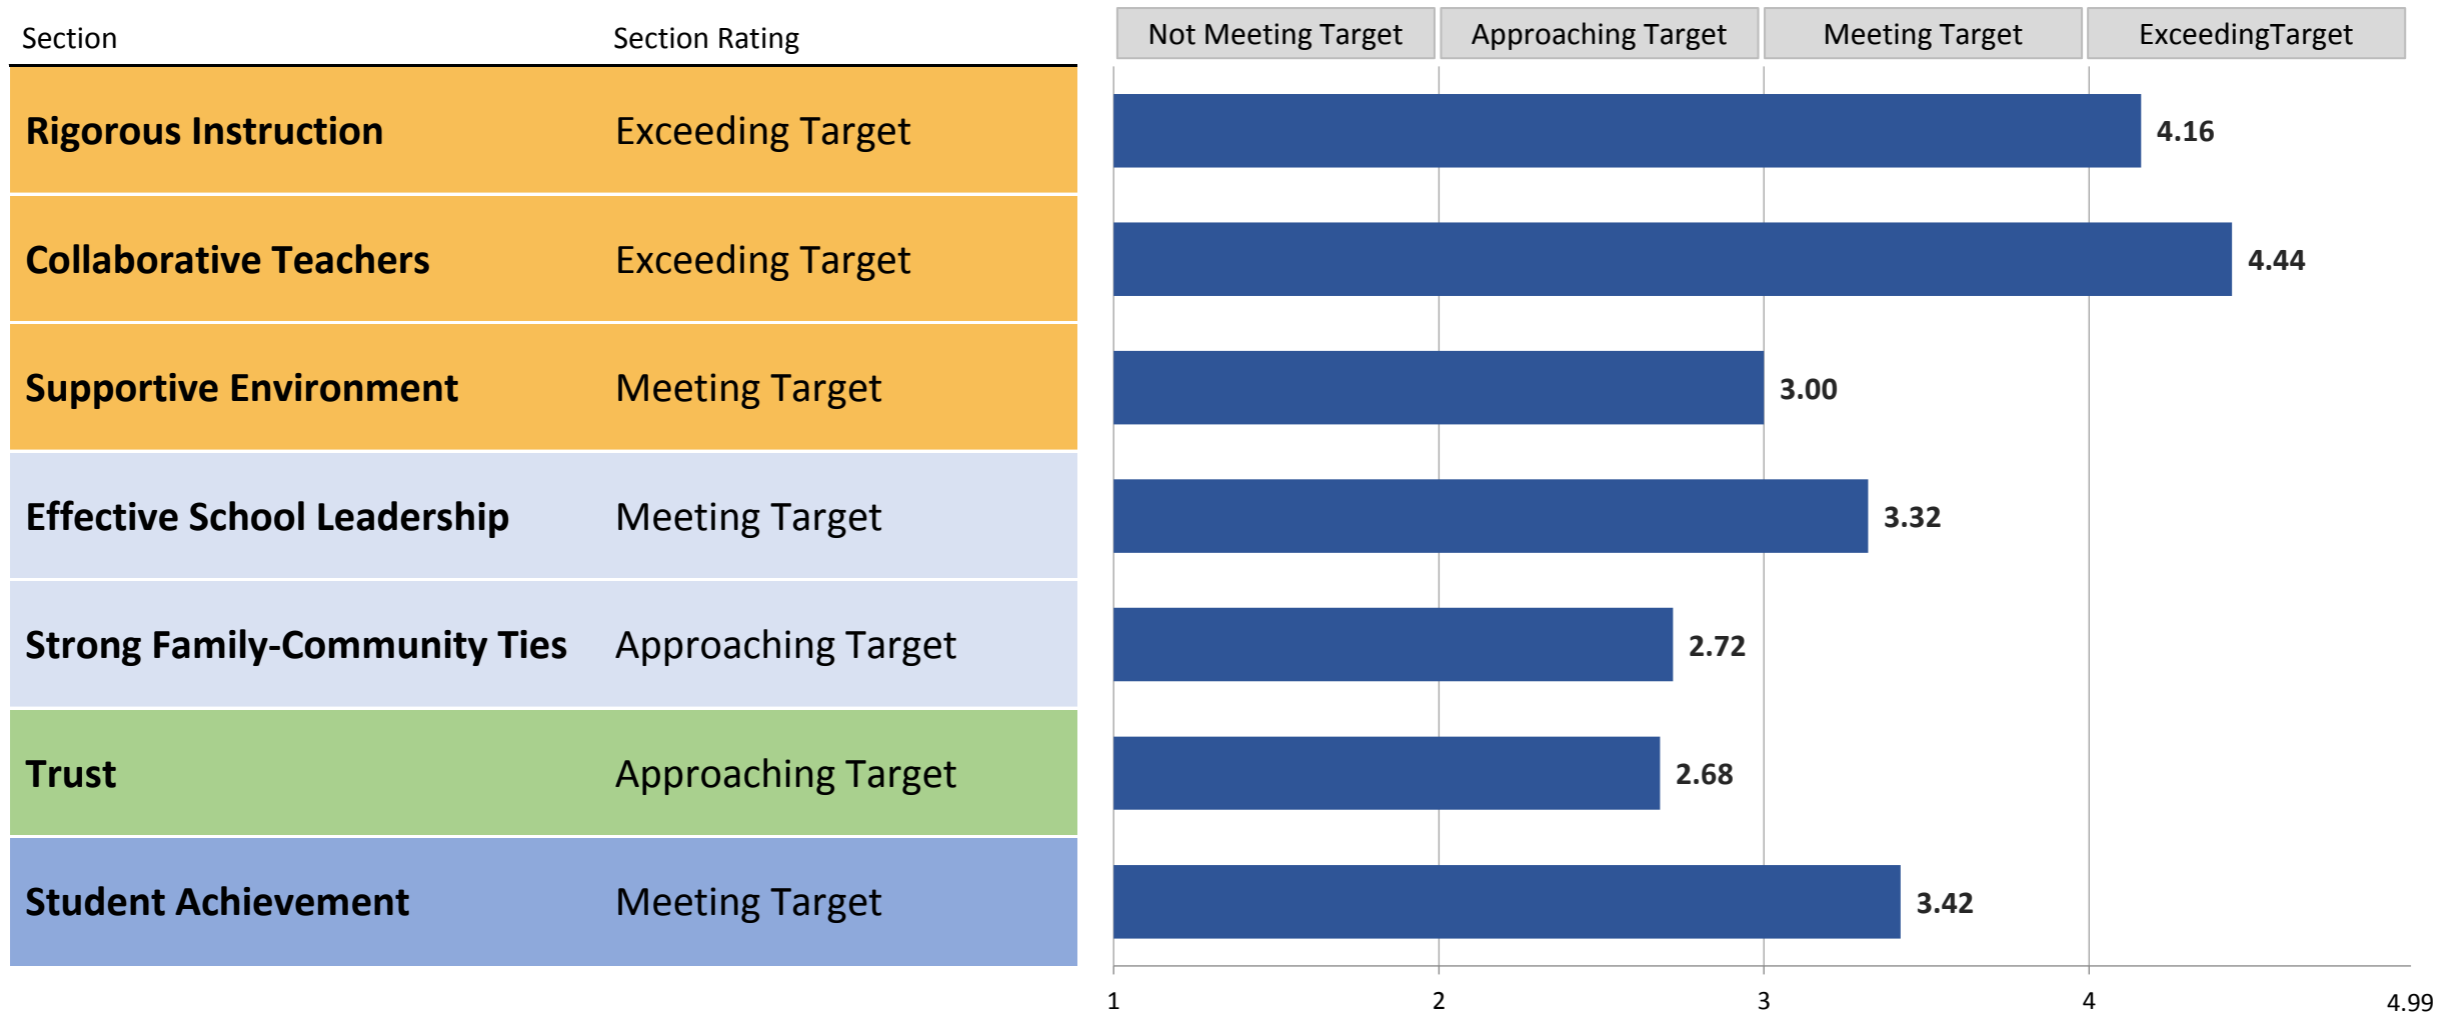 Section Section Rating Not Meeting Target Approaching Target Meeting Target ExceedingTarget
Rigorous Instruction Exceeding Target 4.16
Collaborative Teachers Exceeding Target 4.44
Supportive Environment Meeting Target 3.00
Effective School Leadership Meeting Target 3.32
Strong Family-Community Ties Approaching Target 2.72
Trust Approaching Target 2.68
Student Achievement Meeting Target 3.42
1 2 3 4 4.99